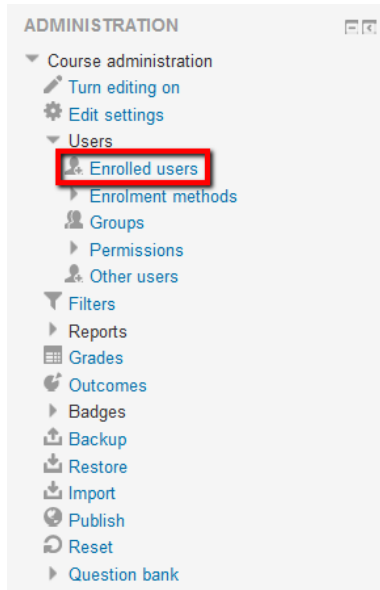 ADMINISTRATION
Course administration
Turn editing on
Edit settings
Users
Enrolled users
Enrolment methods
Groups
Permissions
Other users
Filters
Reports
Grades
Outcomes
Badges
Backup
Restore
Import
Publish
Reset
Question bank